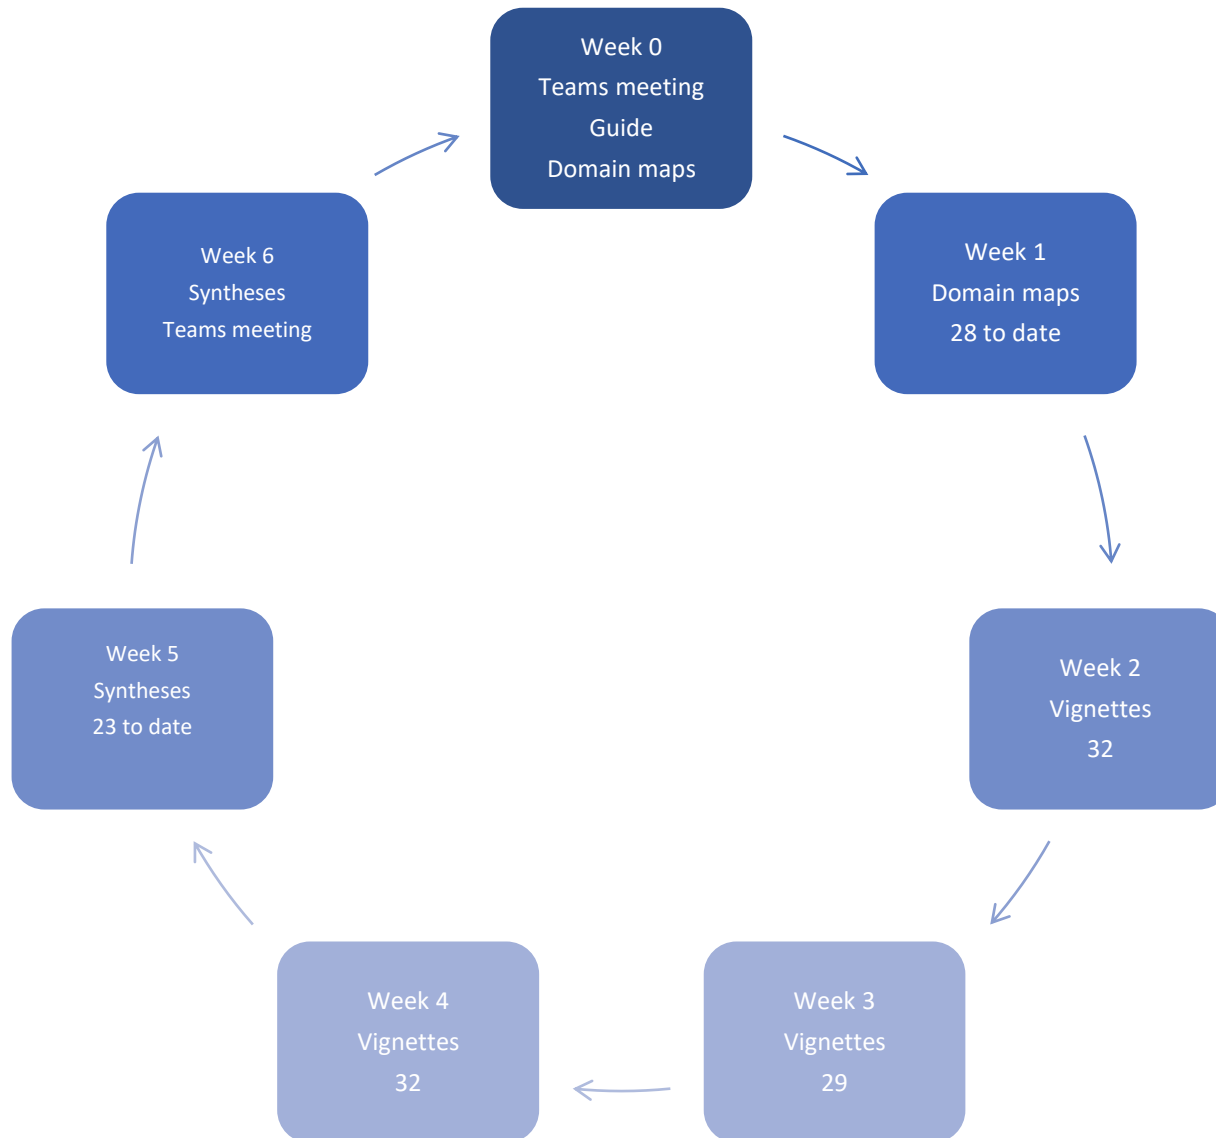 Week 0
Teams meeting
Guide
Domain maps
Week 1
Domain maps
28 to date
Week 2
Vignettes
32
Week 3
Vignettes
29
Week 4
Vignettes
32
Week 5
Syntheses
23 to date
Week 6
Syntheses
Teams meeting